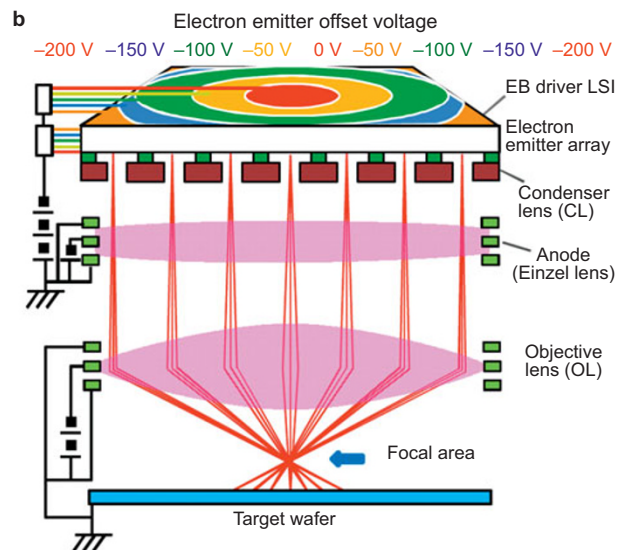 b
Electron emitter offset voltage
–200 V –150 V –100 V –50 V 0 V –50 V –100 V –150 V –200 V
EB driver LSI
Electron
emitter array
Condenser
lens (CL)
Anode
(Einzel lens)
Objective
lens (OL)
Focal area
Target wafer